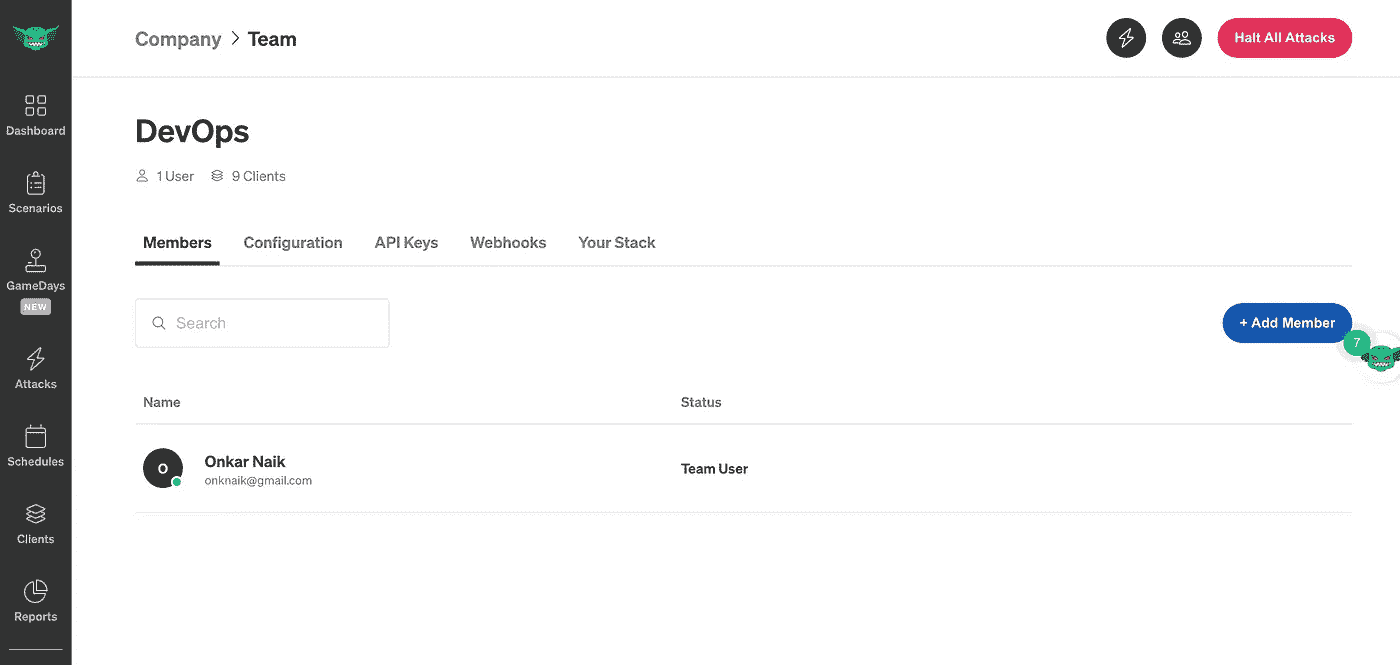 Company > Team
Halt All Attacks
Dashboard
Scenarios
GameDays
NEW
Attacks
Schedules
Clients
Reports
DevOps
1 User 9 Clients
Members Configuration API Keys Webhooks Your Stack
Search
+ Add Member
7
Name Status
O
Onkar Naik
onknaik@gmail.com
Team User